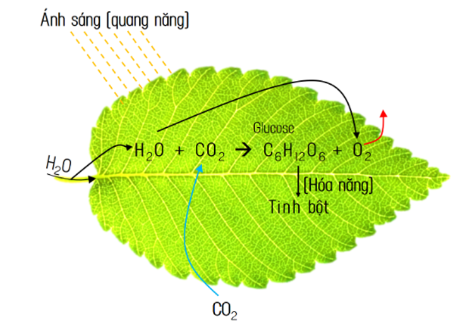 Ánh sáng (quang năng)
Glucose
H₂O
H₂O + CO₂ → C₆H₁₂O₆ + O₂
(Hóa năng)
Tinh bột
CO₂